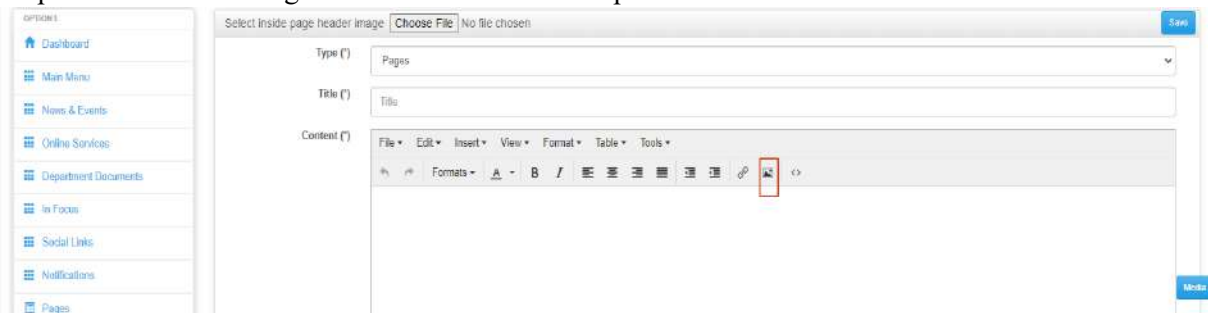 OPTIONS
Dashboard
Main Menu
News & Events
Online Services
Department Documents
In Focus
Social Links
Notifications
Pages
Select inside page header image Choose File No file chosen
Save
Type (*)
Pages
Title (*)
Title
Content (*)
File Edit Insert View Format Table Tools
Formats A B I
Media